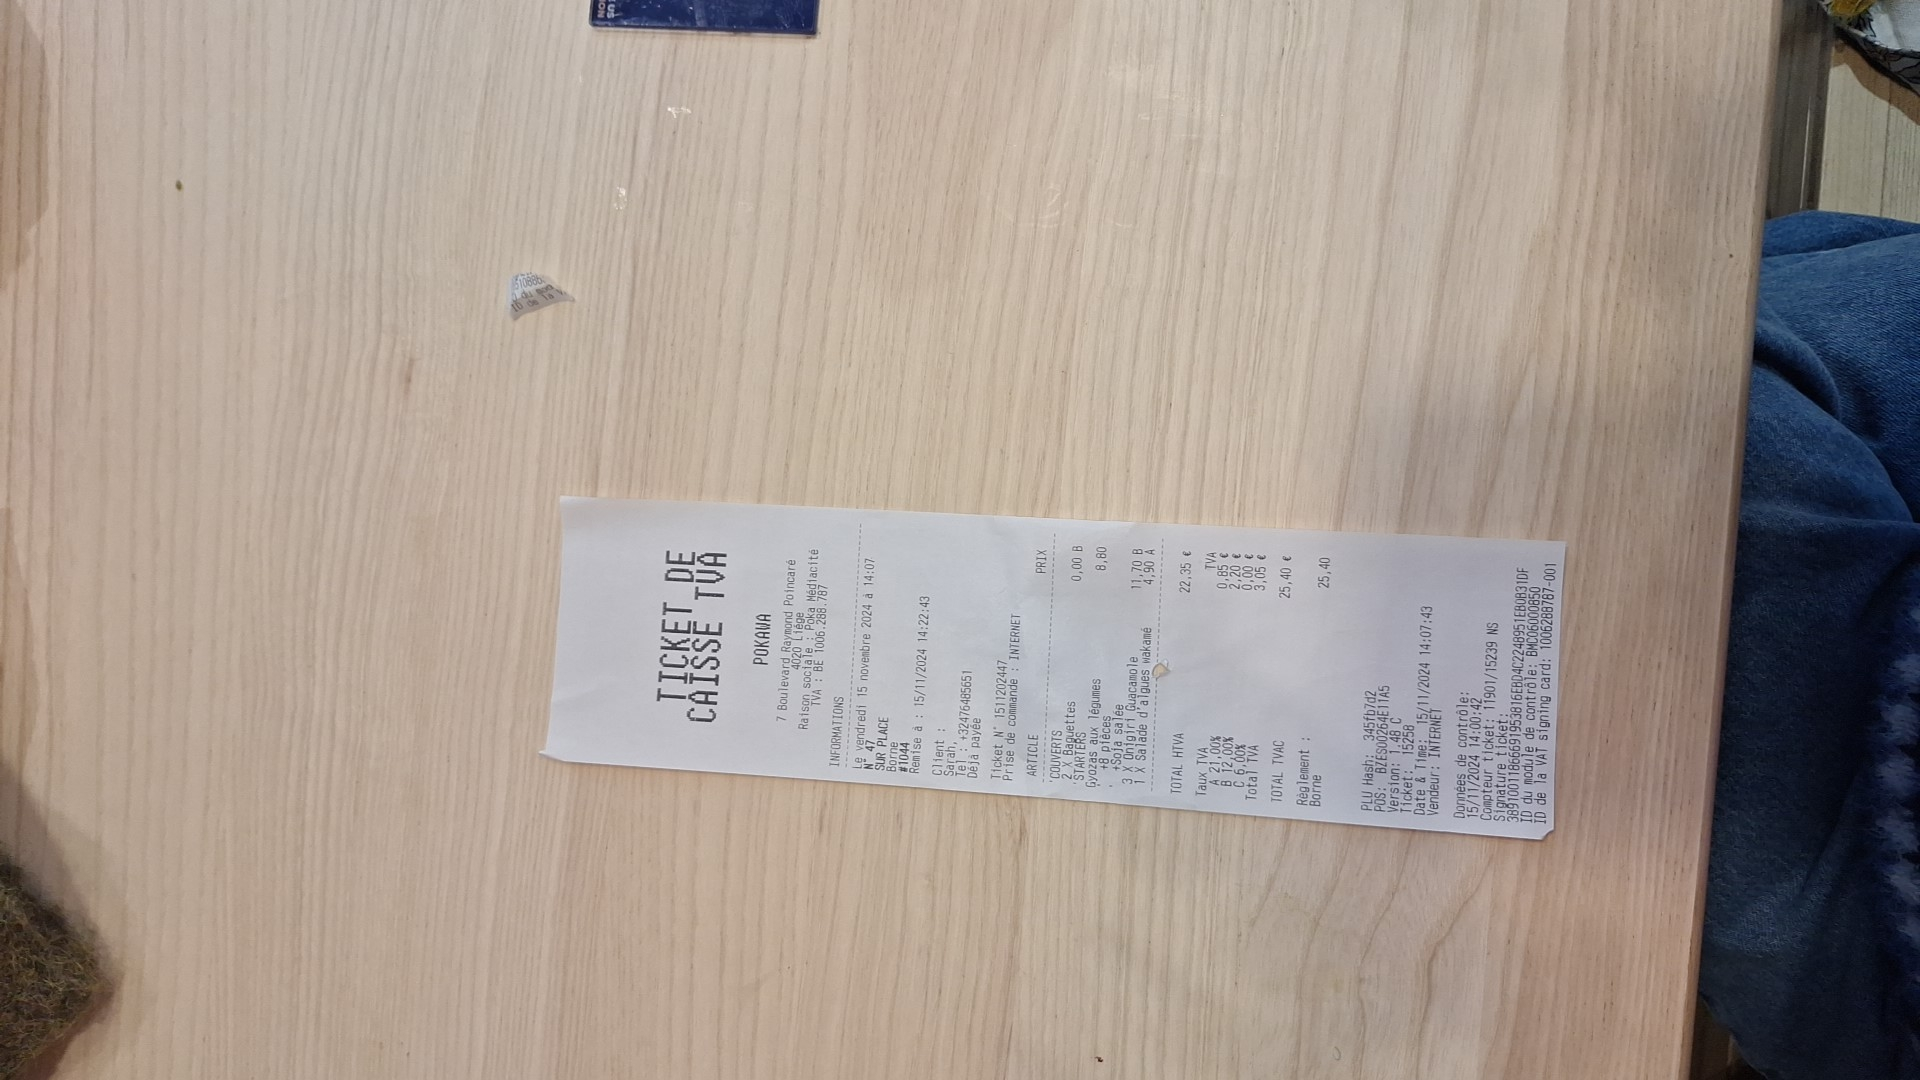 TICKET DE
CAISSE TVA
POKAWA
7 Boulevard Raymond Poincaré
4020 Liège
Raison sociale : Poka Médiacité
TVA : BE 1006.288.787
INFORMATIONS
Le vendredi 15 novembre 2024 à 14:07
N° 47
SUR PLACE
Borne
#1044
Remise à : 15/11/2024 14:22:43
Client :
Sarah,
Tel : +32476485651
Déjà payée
Ticket N° 1511202447
Prise de commande : INTERNET
ARTICLE PRIX
'COUVERTS
2 X Baguettes 0,00 B
'STARTERS
Gyozas aux légumes 8,80
+8 pièces
+Soja salée
3 X Onigiri Guacamole 11,70 B
1 X Salade d'algues wakamé 4,90 A
TOTAL HTVA 22,35 €
Taux TVA TVA
A 21,00% 0,85 €
B 12,00% 2,20 €
C 6,00% 0,00 €
Total TVA 3,05 €
TOTAL TVAC 25,40 €
Règlement :
Borne 25,40
PLU Hash: 345fb7d2
POS: BZES00264E11A5
Version: 1.48 C
Ticket: 15258
Date & Time: 15/11/2024 14:07:43
Vendeur: INTERNET
Données de contrôle:
15/11/2024 14:00:42
Compteur ticket: 11901/15239 NS
Signature ticket:
ID du module de contrôle: BMC06000850
ID de la VAT signing card: 1006288787-001
ID de la V